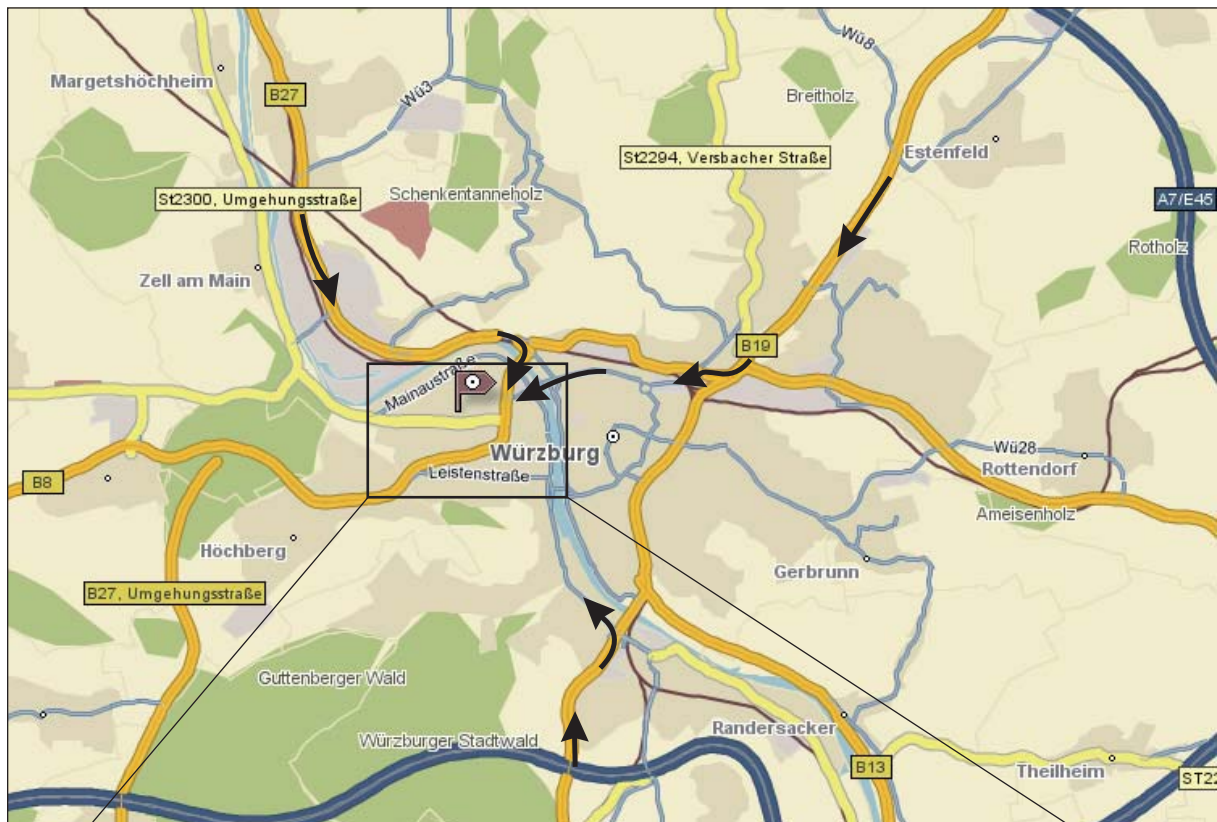 Wü8
Margetshöchheim
B27
Wü3
Breitholz
St2294, Versbacher Straße
Estenfeld
St2300, Umgehungsstraße
Schenkentanneholz
A7/E45
Rotholz
Zell am Main
B19
Mainaustraße
Würzburg
Wü28
Rottendorf
Leistenstraße
B8
Ameisenholz
Höchberg
Gerbrunn
B27, Umgehungsstraße
Guttenberger Wald
Randersacker
Würzburger Stadtwald
B13
Theilheim
ST22